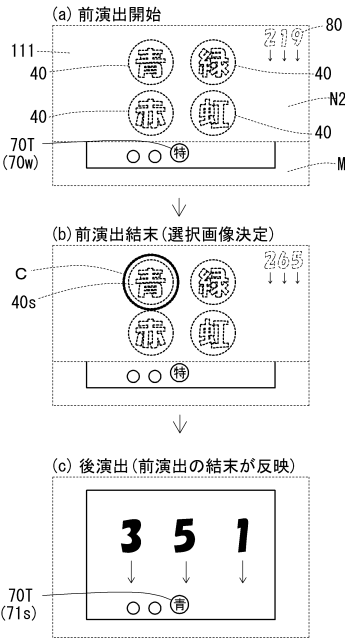 (a) 前演出開始
219
80
111
40
青
緑
40
N2
40
赤
虹
40
70T
(70w)
特
M
(b) 前演出結末(選択画像決定)
265
C
40s
青
緑
赤
虹
特
(c) 後演出(前演出の結末が反映)
3 5 1
70T
(71s)
青